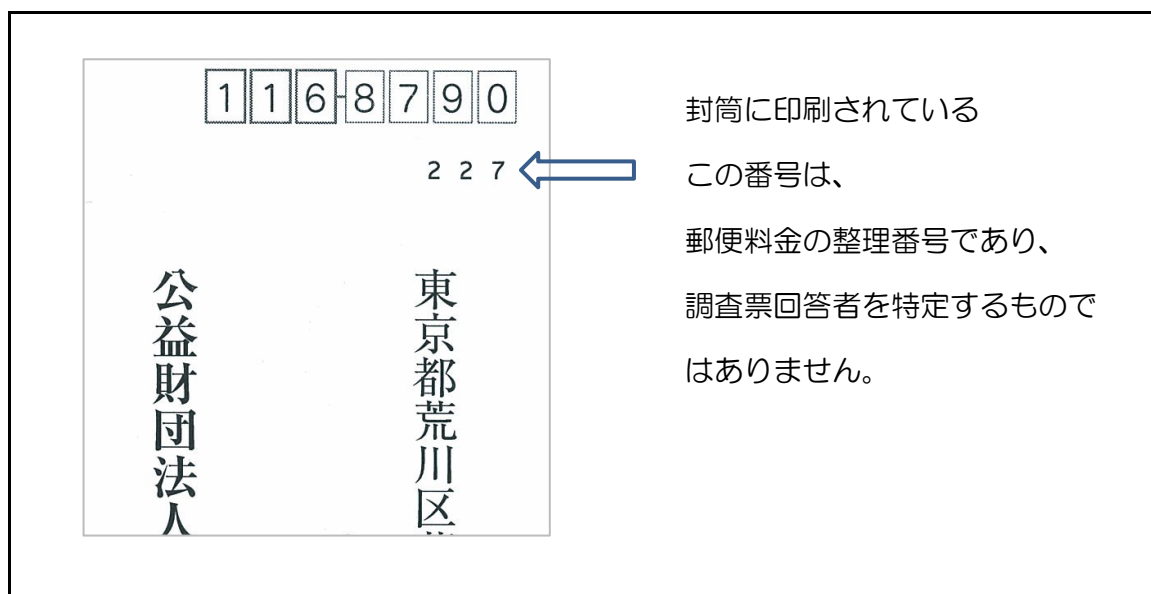 116-8790
227
東京都荒川区
公益財団法人
封筒に印刷されている
この番号は、
郵便料金の整理番号であり、
調査票回答者を特定するもので
はありません。